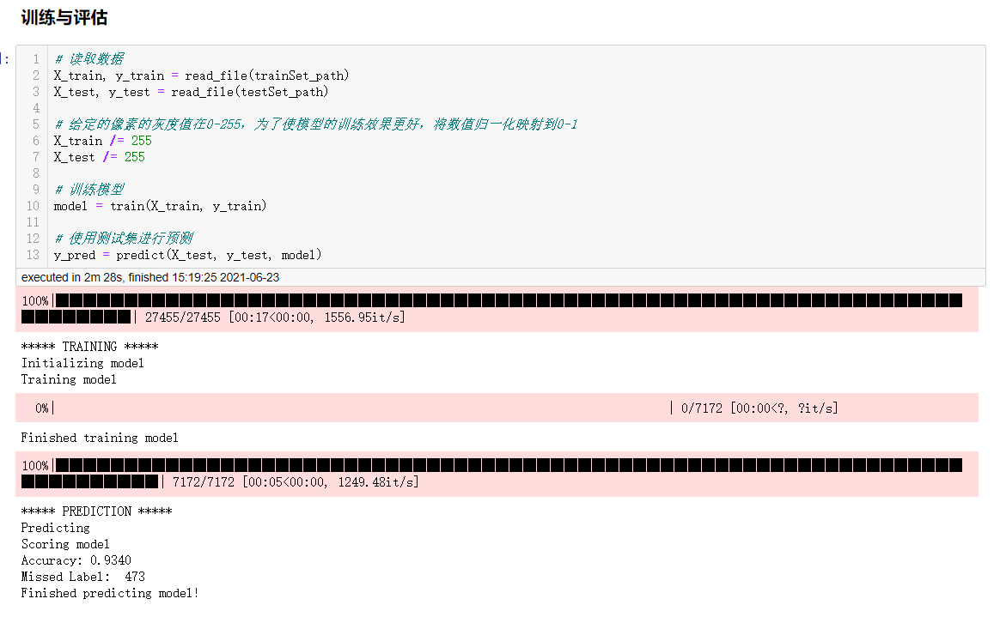 训练与评估
]:
1 # 读取数据
2 X_train, y_train = read_file(trainSet_path)
3 X_test, y_test = read_file(testSet_path)
4
5 # 给定的像素的灰度值在0-255，为了使模型的训练效果更好，将数值归一化映射到0-1
6 X_train /= 255
7 X_test /= 255
8
9 # 训练模型
10 model = train(X_train, y_train)
11
12 # 使用测试集进行预测
13 y_pred = predict(X_test, y_test, model)
executed in 2m 28s, finished 15:19:25 2021-06-23
100%|
| 27455/27455 [00:17<00:00, 1556.95it/s]
***** TRAINING *****
Initializing model
Training model
0%| | 0/7172 [00:00<?, ?it/s]
Finished training model
100%|
| 7172/7172 [00:05<00:00, 1249.48it/s]
***** PREDICTION *****
Predicting
Scoring model
Accuracy: 0.9340
Missed Label:  473
Finished predicting model!